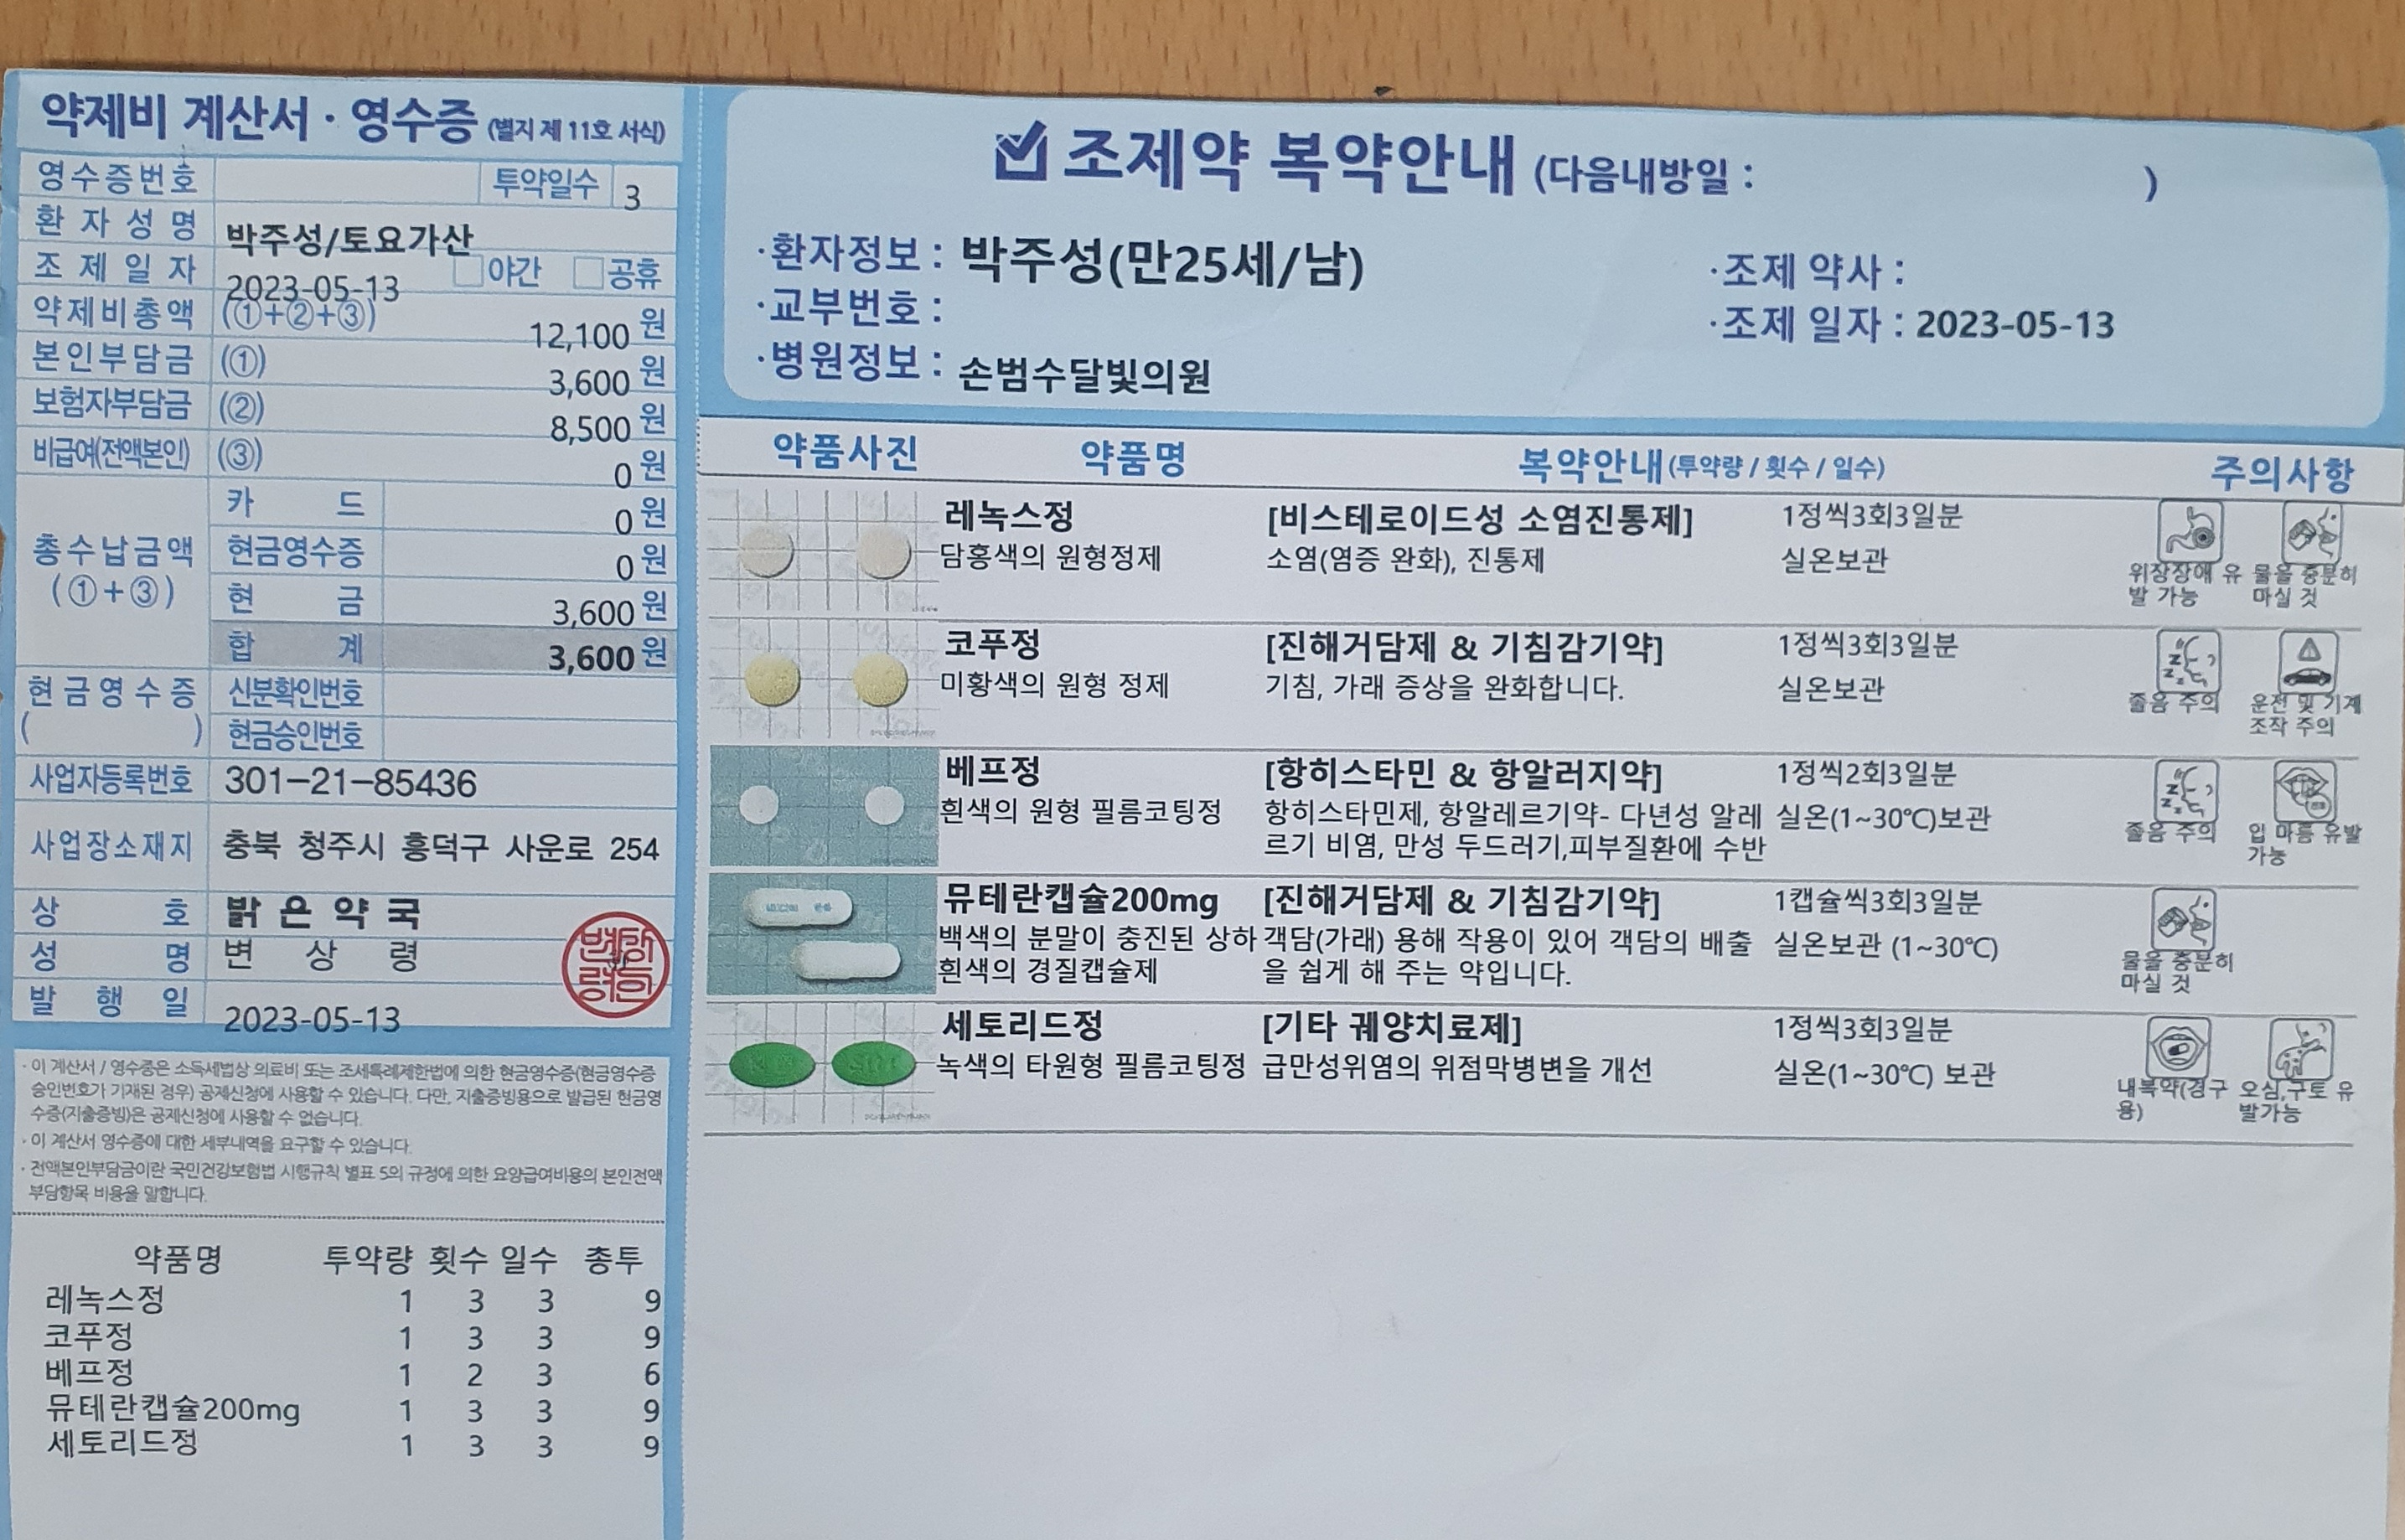 약제비 계산서 · 영수증 (별지 제 11호 서식)
영수증번호 투약일수 3
환자성명 박주성/토요가산
조제일자 2023-05-13 □야간 □공휴
약제비총액 (①+②+③) 12,100 원
본인부담금 (①) 3,600 원
보험자부담금 (②) 8,500 원
비급여(전액본인) (③) 0 원
총수납금액 (①+③)
카드 0 원
현금영수증 0 원
현금 3,600 원
합계 3,600 원
현금영수증 ( )
신분확인번호
현금승인번호
사업자등록번호 301-21-85436
사업장소재지 충북 청주시 흥덕구 사운로 254
상호 밝은약국
성명 변상령
발행일 2023-05-13
· 이 계산서 / 영수증은 소득세법상 의료비 또는 조세특례제한법에 의한 현금영수증(현금영수증
승인번호가 기재된 경우) 공제신청에 사용할 수 있습니다. 다만, 지출증빙용으로 발급된 현금영
수증(지출증빙)은 공제신청에 사용할 수 없습니다.
· 이 계산서 영수증에 대한 세부내역을 요구할 수 있습니다.
· 전액본인부담금이란 국민건강보험법 시행규칙 별표 5의 규정에 의한 요양급여비용의 본인전액
부담항목 비용을 말합니다.
약품명 투약량 횟수 일수 총투
레녹스정 1 3 3 9
코푸정 1 3 3 9
베프정 1 2 3 6
뮤테란캡슐200mg 1 3 3 9
세토리드정 1 3 3 9
조제약 복약안내 (다음내방일 : )
·환자정보 : 박주성(만25세/남)
·조제 약사 :
·교부번호 :
·조제 일자 : 2023-05-13
·병원정보 : 손범수달빛의원
약품사진 약품명 복약안내(투약량 / 횟수 / 일수) 주의사항
레녹스정 [비스테로이드성 소염진통제] 1정씩3회3일분
담홍색의 원형정제 소염(염증 완화), 진통제 실온보관
위장장애 유 물을 충분히
발 가능 마실 것
코푸정 [진해거담제 & 기침감기약] 1정씩3회3일분
미황색의 원형 정제 기침, 가래 증상을 완화합니다. 실온보관
졸음 주의 운전 및 기계
조작 주의
베프정 [항히스타민 & 항알러지약] 1정씩2회3일분
흰색의 원형 필름코팅정 항히스타민제, 항알레르기약- 다년성 알레 실온(1~30℃)보관
르기 비염, 만성 두드러기,피부질환에 수반
졸음 주의 입 마름 유발
가능
뮤테란캡슐200mg [진해거담제 & 기침감기약] 1캡슐씩3회3일분
백색의 분말이 충진된 상하 객담(가래) 용해 작용이 있어 객담의 배출 실온보관 (1~30℃)
흰색의 경질캡슐제 을 쉽게 해 주는 약입니다.
물을 충분히
마실 것
세토리드정 [기타 궤양치료제] 1정씩3회3일분
녹색의 타원형 필름코팅정 급만성위염의 위점막병변을 개선 실온(1~30℃) 보관
내복약(경구 오심,구토 유
용) 발가능